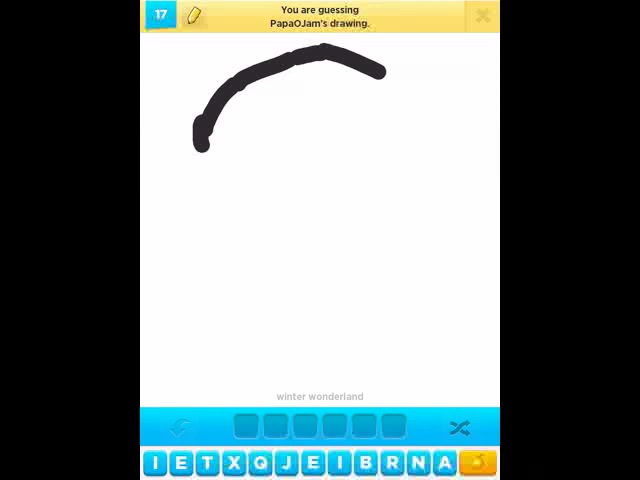 17
You are guessing
PapaOJam's drawing.
winter wonderland
I E T X Q J E I B R N A